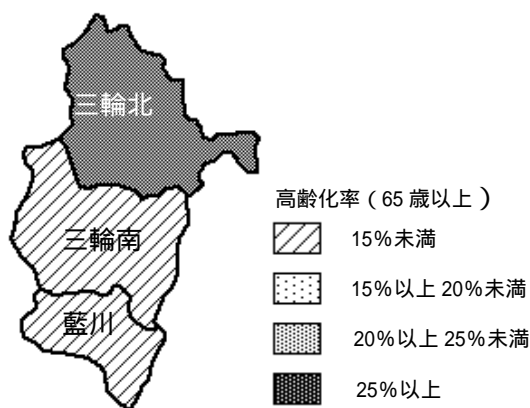 三輪北
三輪南
藍川
高齢化率（65歳以上）
15％未満
15％以上20％未満
20％以上25％未満
25％以上